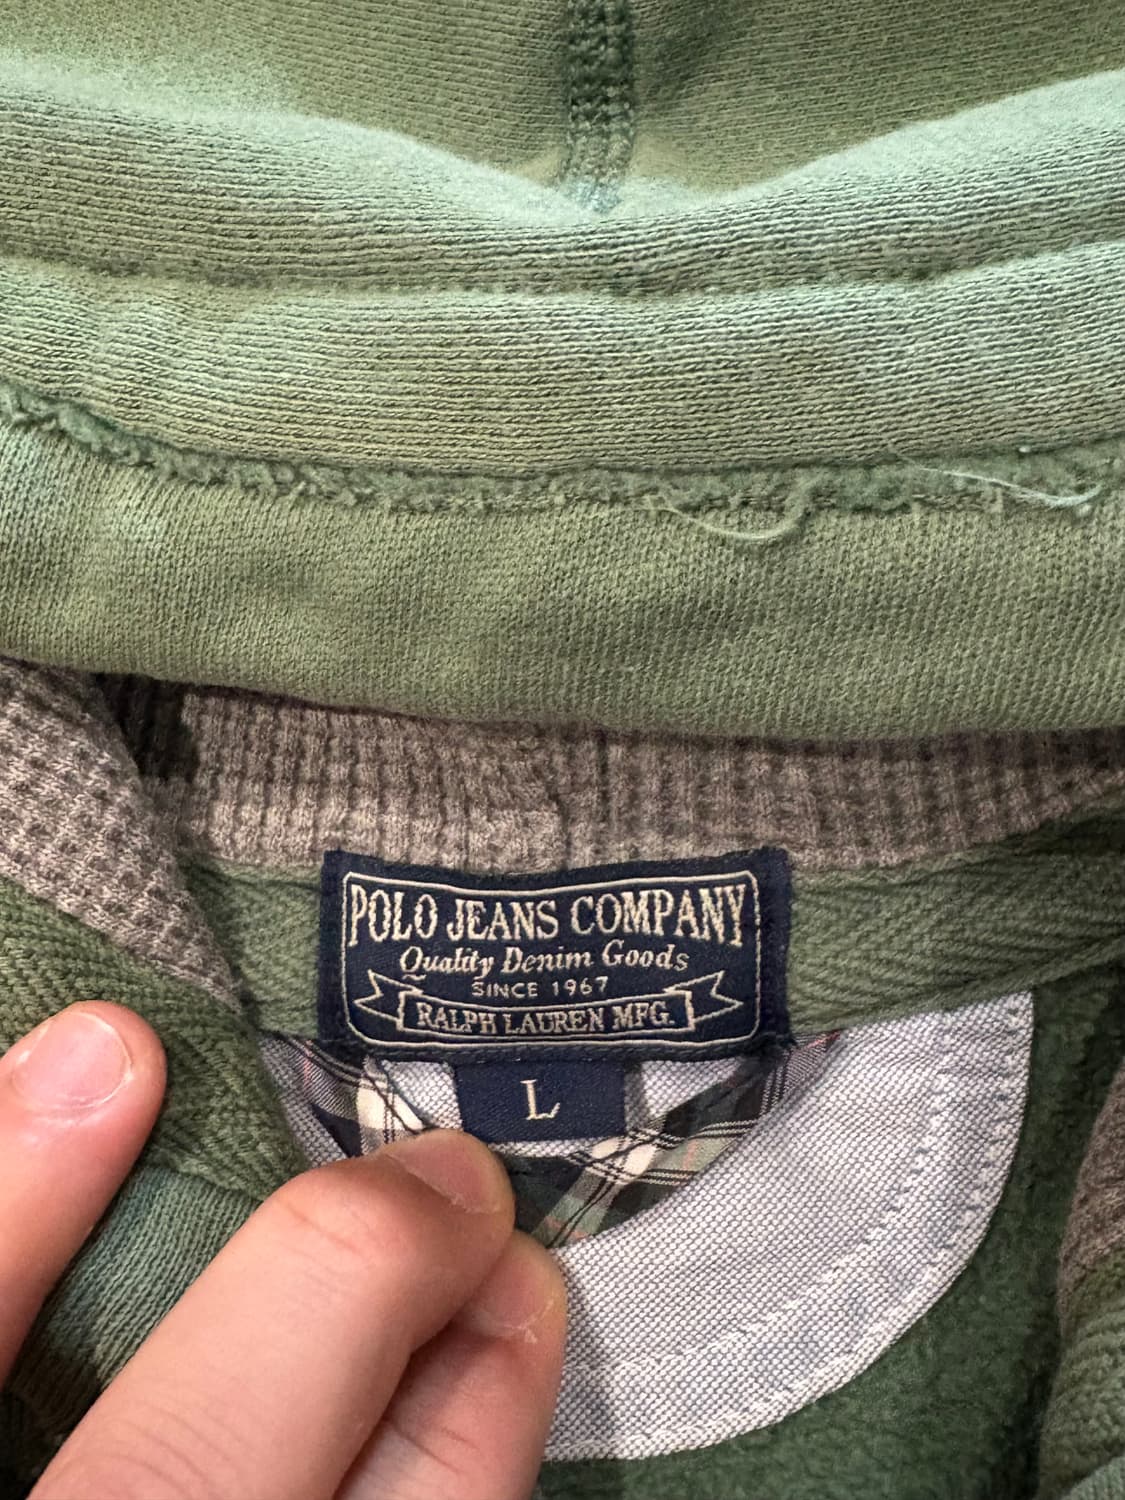 POLO JEANS COMPANY
Quality Denim Goods
SINCE 1967
RALPH LAUREN MFG.
L